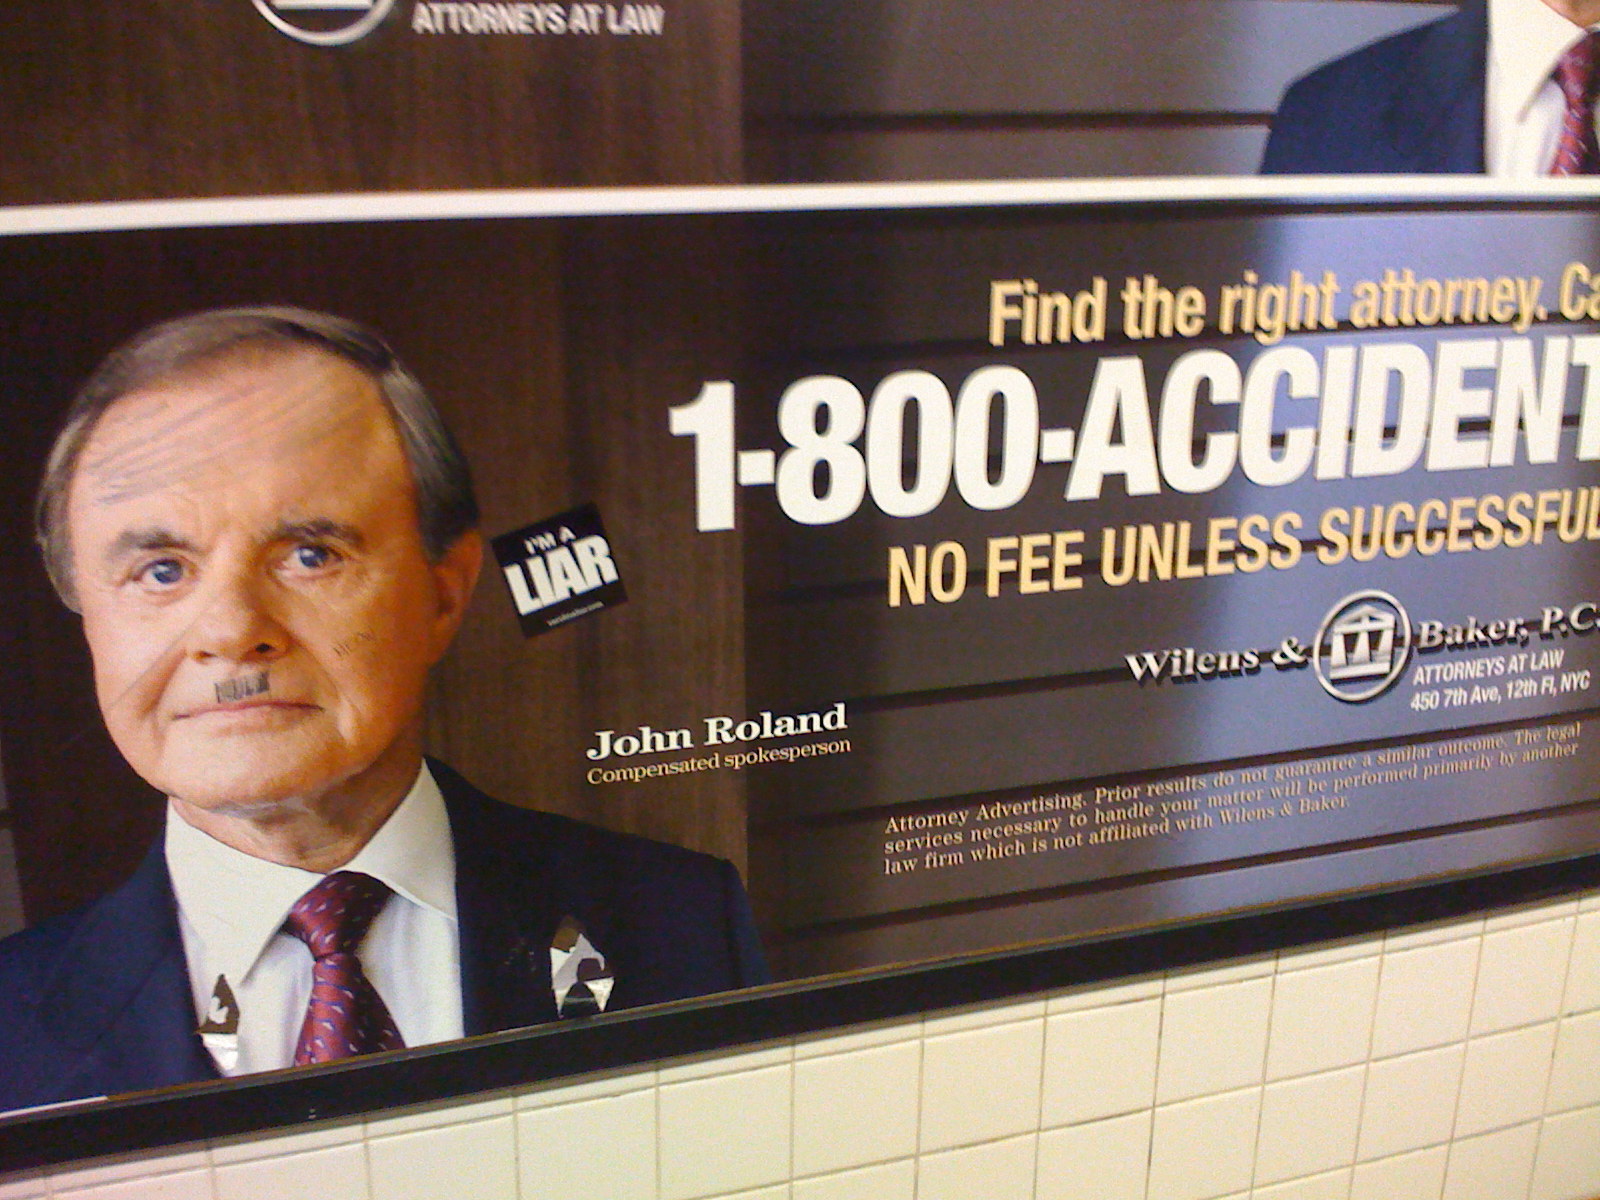 ATTORNEYS AT LAW
Find the right attorney. Ca
1-800-ACCIDENT
NO FEE UNLESS SUCCESSFUL
I'M A
LIAR
Wilens & Baker, P.C.
ATTORNEYS AT LAW
450 7th Ave, 12th Fl, NYC
John Roland
Compensated spokesperson
Attorney Advertising. Prior results do not guarantee a similar outcome. The legal
services necessary to handle your matter will be performed primarily by another
law firm which is not affiliated with Wilens & Baker.